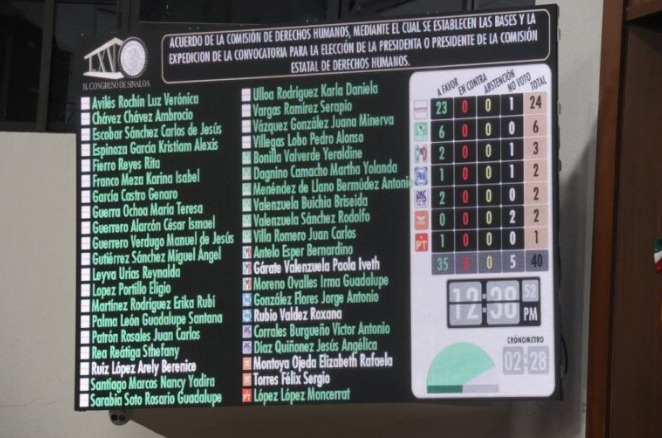 ACUERDO DE LA COMISIÓN DE DERECHOS HUMANOS, MEDIANTE EL CUAL SE ESTABLECEN LAS BASES Y LA
EXPEDICION DE LA CONVOCATORIA PARA LA ELECCIÓN DE LA PRESIDENTA O PRESIDENTE DE LA COMISIÓN
ESTATAL DE DERECHOS HUMANOS.
LXV
H. CONGRESO DE SINALOA
Avilés Rochín Luz Verónica
Chávez Chávez Ambrocio
Escobar Sánchez Carlos de Jesús
Espinoza García Kristiam Alexis
Fierro Reyes Rita
Franco Meza Karina Isabel
García Castro Genaro
Guerra Ochoa María Teresa
Guerrero Alarcón César Ismael
Guerrero Verdugo Manuel de Jesús
Gutiérrez Sánchez Miguel Ángel
Leyva Urías Reynalda
Lopez Portillo Eligio
Martínez Rodríguez Erika Rubí
Palma León Guadalupe Santana
Patrón Rosales Juan Carlos
Rea Reátiga Sthefany
Ruiz López Arely Berenice
Santiago Marcos Nancy Yadira
Sarabia Soto Rosario Guadalupe
Ulloa Rodríguez Karla Daniela
Vargas Ramírez Serapio
Vázquez González Juana Minerva
Villegas Lobo Pedro Alonso
Bonilla Valverde Yeraldine
Dagnino Camacho Martha Yolanda
Menéndez de Llano Bermúdez Antonio
Valenzuela Buichia Briseida
Valenzuela Sánchez Rodolfo
Villa Romero Juan Carlos
Antelo Esper Bernardino
Gárate Valenzuela Paola Iveth
Moreno Ovalles Irma Guadalupe
González Flores Jorge Antonio
Rubio Valdez Roxana
Corrales Burgueño Victor Antonio
Díaz Quiñonez Jesús Angélica
Montoya Ojeda Elizabeth Rafaela
Torres Félix Sergio
López López Moncerrat
A FAVOR EN CONTRA ABSTENCIÓN NO VOTO TOTAL
23 0 0 1 24
6 0 0 0 6
2 0 0 1 3
PAN 1 0 0 1 2
PAS 2 0 0 0 2
0 0 0 2 2
PT 1 0 0 0 1
35 0 0 5 40
12:38 52 PM
CRÓNOMETRO
02:28